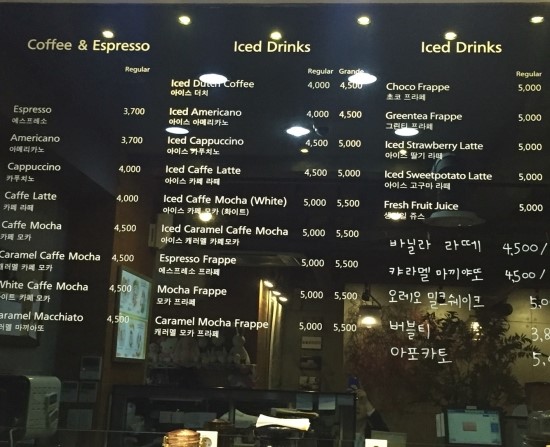 Coffee & Espresso
Regular
Espresso 3,700
에스프레소
Americano 3,700
아메리카노
Cappuccino 4,000
카푸치노
Caffe Latte 4,000
카페 라떼
Caffe Mocha 4,500
카페 모카
Caramel Caffe Mocha 4,500
캐러멜 카페 모카
White Caffe Mocha 4,500
카페 모카
Caramel Macchiato 4,500
마끼아또
Iced Drinks
Regular Grande
Iced Dutch Coffee 4,000 4,500
아이스 더치
Iced Americano 4,000 4,500
아이스 아메리카노
Iced Cappuccino 4,500 5,000
아이스 카푸치노
Iced Caffe Latte 4,500 5,000
아이스 카페 라떼
Iced Caffe Mocha (White) 5,000 5,500
아이스 카페 모카 (화이트)
Iced Caramel Caffe Mocha 5,000 5,500
아이스 캐러멜 카페모카
Espresso Frappe 5,000 5,500
에스프레소 프라페
Mocha Frappe 5,000 5,500
모카 프라페
Caramel Mocha Frappe 5,000 5,500
캐러멜 모카 프라페
Iced Drinks
Regular
Choco Frappe 5,000
초코 프라페
Greentea Frappe 5,000
그린티 프라페
Iced Strawberry Latte 5,000
아이스 딸기 라떼
Iced Sweetpotato Latte 5,000
아이스 고구마 라떼
Fresh Fruit Juice 5,000
생과일 쥬스
바닐라 라떼 4,500/
캬라멜 마끼야또 4,500/
오레오 밀크쉐이크
버블티
아포카토